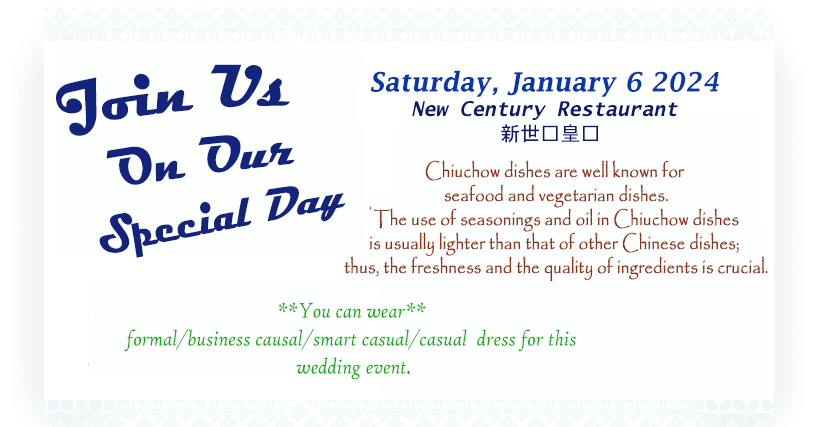 Join Us
On Our
Special Day
Saturday, January 6 2024
New Century Restaurant
新世□皇□
Chiuchow dishes are well known for
seafood and vegetarian dishes.
The use of seasonings and oil in Chiuchow dishes
is usually lighter than that of other Chinese dishes;
thus, the freshness and the quality of ingredients is crucial.
**You can wear**
formal/business causal/smart casual/casual dress for this
wedding event.